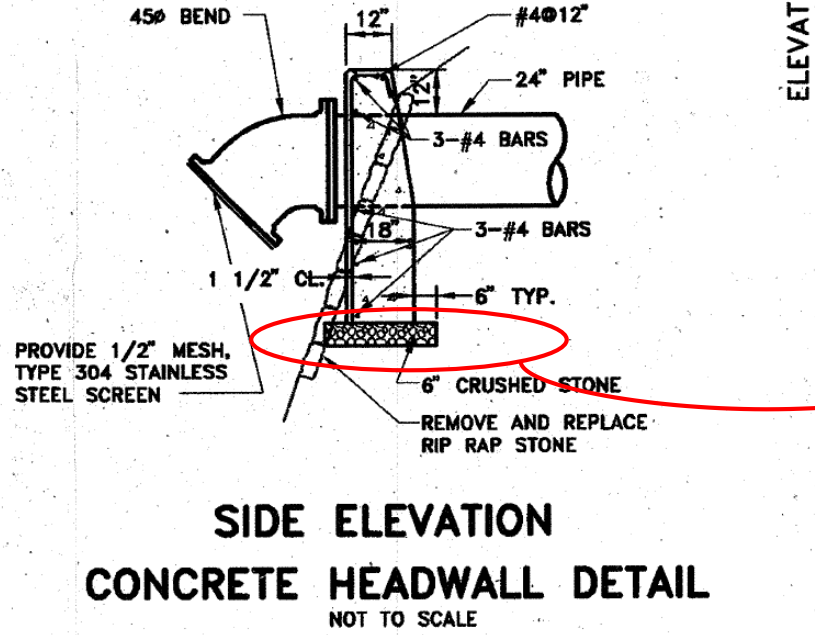 45ø BEND
12"
#4@12"
ELEVAT
12"
24" PIPE
3-#4 BARS
18"
3-#4 BARS
1 1/2" CL.
6" TYP.
PROVIDE 1/2" MESH,
TYPE 304 STAINLESS
STEEL SCREEN
6" CRUSHED STONE
REMOVE AND REPLACE
RIP RAP STONE
SIDE ELEVATION
CONCRETE HEADWALL DETAIL
NOT TO SCALE